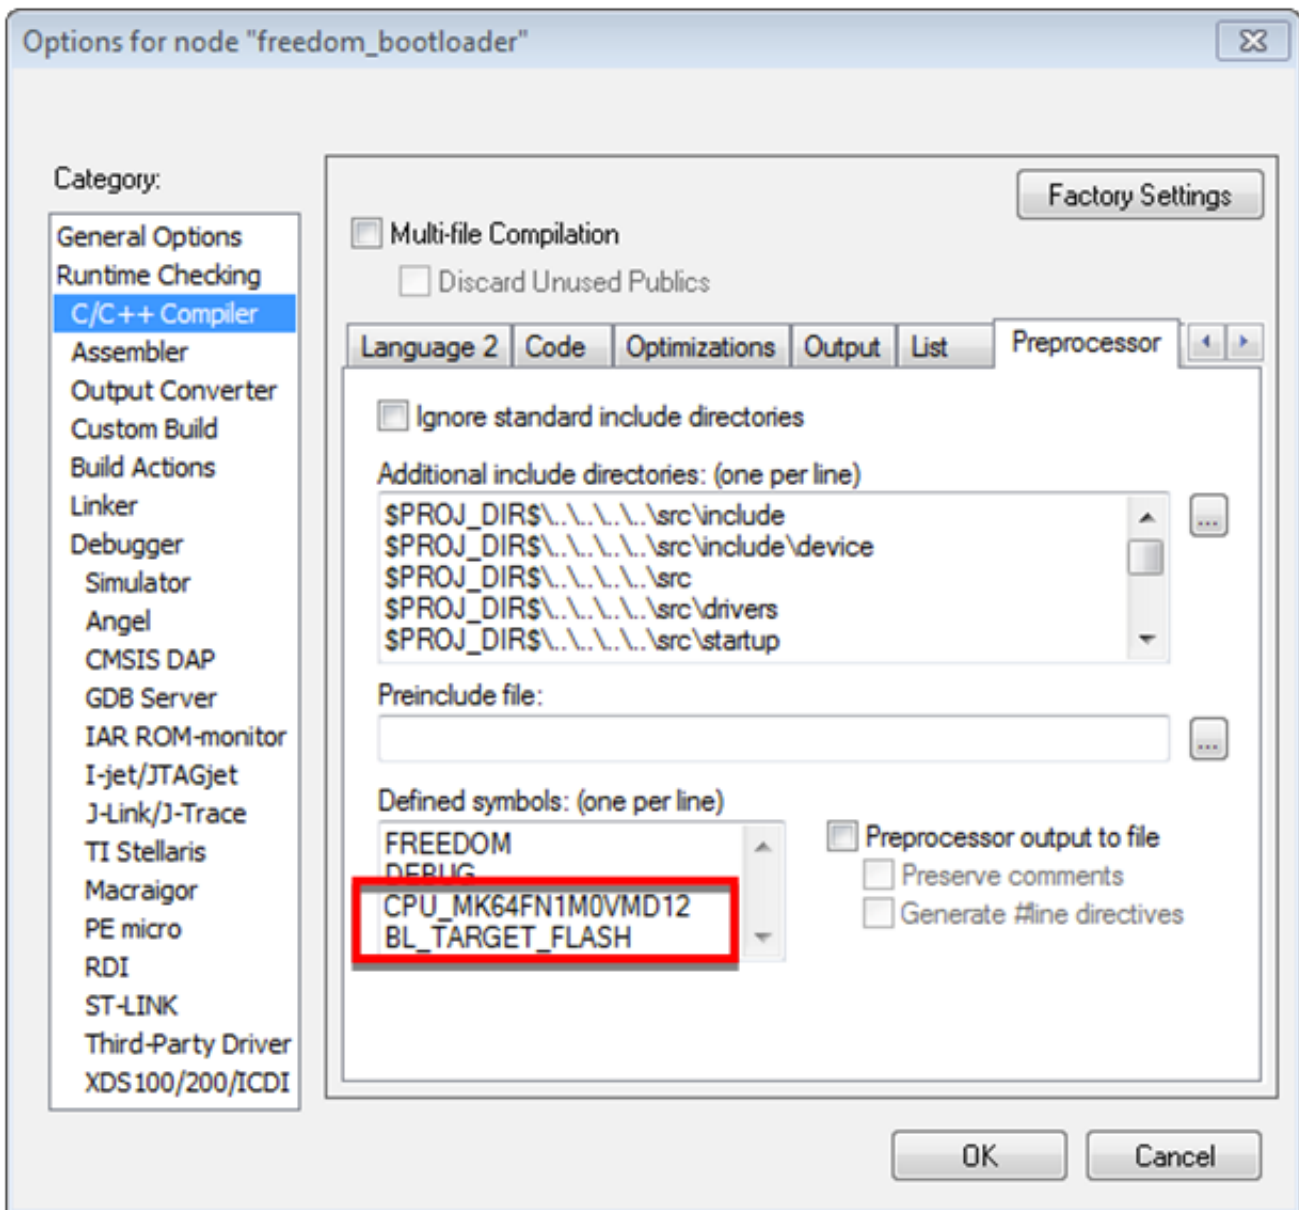 Options for node "freedom_bootloader"
Category:
General Options
Runtime Checking
C/C++ Compiler
Assembler
Output Converter
Custom Build
Build Actions
Linker
Debugger
Simulator
Angel
CMSIS DAP
GDB Server
IAR ROM-monitor
I-jet/JTAGjet
J-Link/J-Trace
TI Stellaris
Macraigor
PE micro
RDI
ST-LINK
Third-Party Driver
XDS100/200/ICDI
Factory Settings
Multi-file Compilation
Discard Unused Publics
Language 2 Code Optimizations Output List Preprocessor
Ignore standard include directories
Additional include directories: (one per line)
$PROJ_DIR$\..\..\..\..\src\include
$PROJ_DIR$\..\..\..\..\src\include\device
$PROJ_DIR$\..\..\..\..\src
$PROJ_DIR$\..\..\..\..\src\drivers
$PROJ_DIR$\..\..\..\..\src\startup
...
Preinclude file:
...
Defined symbols: (one per line)
FREEDOM
DEBUG
CPU_MK64FN1M0VMD12
BL_TARGET_FLASH
Preprocessor output to file
Preserve comments
Generate #line directives
OK Cancel